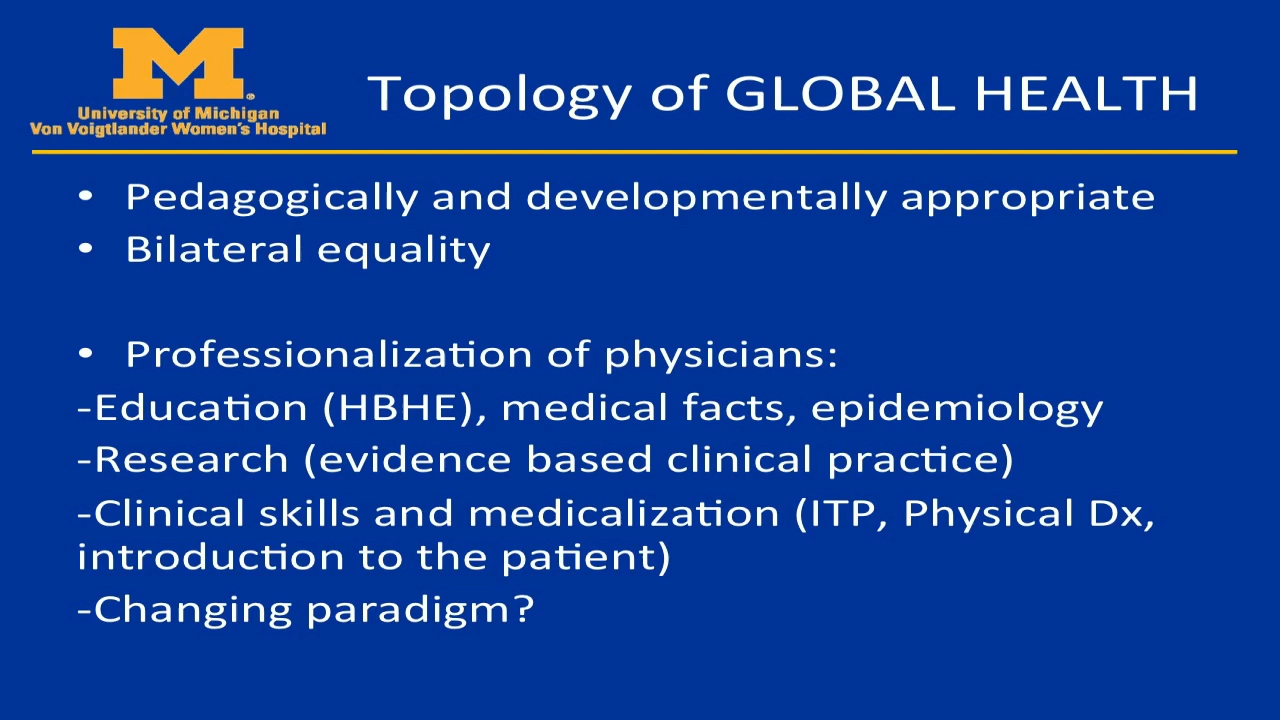 M
University of Michigan
Von Voigtlander Women's Hospital
Topology of GLOBAL HEALTH
• Pedagogically and developmentally appropriate
• Bilateral equality
• Professionalization of physicians:
-Education (HBHE), medical facts, epidemiology
-Research (evidence based clinical practice)
-Clinical skills and medicalization (ITP, Physical Dx,
introduction to the patient)
-Changing paradigm?